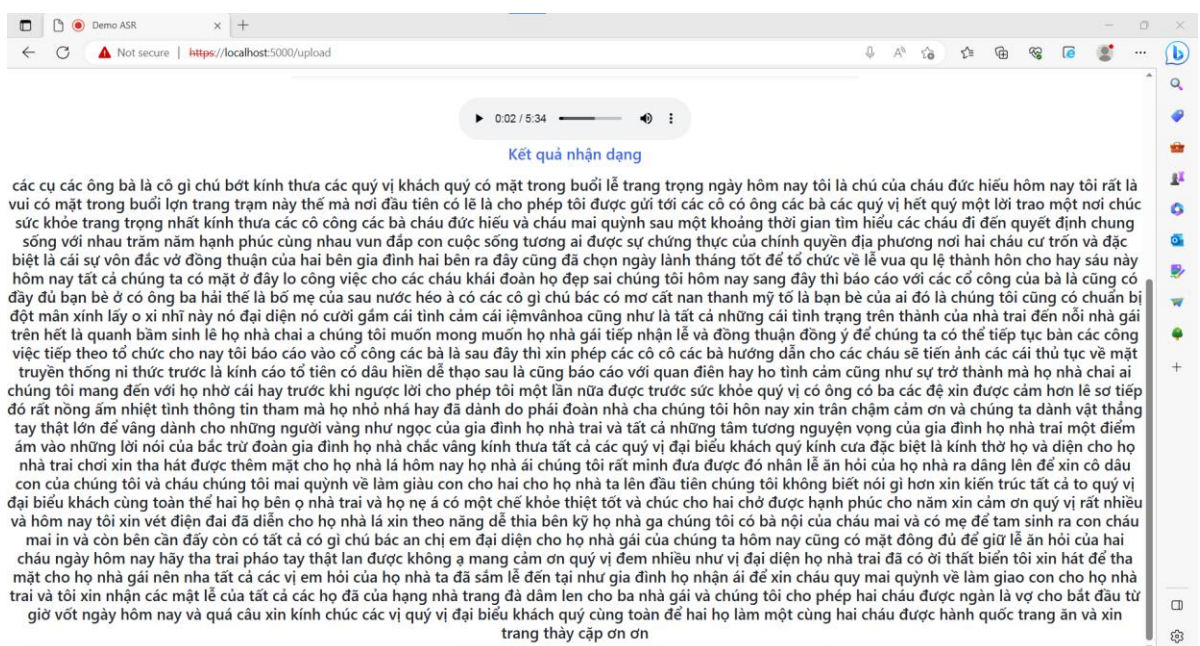 Demo ASR
Not secure | https://localhost:5000/upload
0:02 / 5:34
Kết quả nhận dạng
các cụ các ông bà là cô gì chú bớt kính thưa các quý vị khách quý có mặt trong buổi lễ trang trọng ngày hôm nay tôi là chú của cháu đức hiếu hôm nay tôi rất là
vui có mặt trong buổi lợn trang trạm này thế mà nơi đầu tiên có lẽ là cho phép tôi được gửi tới các cô có ông các bà các quý vị hết quý một lời trao một nơi chúc
sức khỏe trang trọng nhất kính thưa các cô công các bà cháu đức hiếu và cháu mai quỳnh sau một khoảng thời gian tìm hiểu các cháu đi đến quyết định chung
sống với nhau trăm năm hạnh phúc cùng nhau vun đắp con cuộc sống tương ai được sự chứng thực của chính quyền địa phương nơi hai cháu cư trốn và đặc
biệt là cái sự vôn đắc vở đồng thuận của hai bên gia đình hai bên ra đây cũng đã chọn ngày lành tháng tốt để tổ chức về lễ vua qu lệ thành hôn cho hay sáu này
hôm nay tất cả chúng ta có mặt ở đây lo công việc cho các cháu khái đoàn họ đẹp sai chúng tôi hôm nay sang đây thì báo cáo với các cổ công của bà là cũng có
đầy đủ bạn bè ở có ông ba hải thế là bố mẹ của sau nước héo à có các cô gì chú bác có mơ cất nan thanh mỹ tố là bạn bè của ai đó là chúng tôi cũng có chuẩn bị
đột mân xính lấy o xi nhĩ này nó đại diện nó cười gắm cái tình cảm cái iệmvânhoa cũng như là tất cả những cái tình trạng trên thành của nhà trai đến nỗi nhà gái
trên hết là quanh bầm sinh lê họ nhà chai a chúng tôi muốn mong muốn họ nhà gái tiếp nhận lễ và đồng thuận đồng ý để chúng ta có thể tiếp tục bàn các công
việc tiếp theo tổ chức cho nay tôi báo cáo vào cổ công các bà là sau đây thì xin phép các cô cô các bà hướng dẫn cho các cháu sẽ tiến ảnh các cái thủ tục về mặt
truyền thống ni thức trước là kính cáo tổ tiên có dâu hiền dễ thạo sau là cũng báo cáo với quan điên hay ho tình cảm cũng như sự trở thành mà họ nhà chai ai
chúng tôi mang đến với họ nhờ cái hay trước khi ngược lời cho phép tôi một lần nữa được trước sức khỏe quý vị có ông có ba các đệ xin được cảm hơn lê sơ tiếp
đó rất nồng ấm nhiệt tình thông tin tham mà họ nhỏ nhá hay đã dành do phái đoàn nhà cha chúng tôi hôn nay xin trân chậm cảm ơn và chúng ta dành vật thẳng
tay thật lớn để vâng dành cho những người vàng như ngọc của gia đình họ nhà trai và tất cả những tâm tương nguyện vọng của gia đình họ nhà trai một điểm
ám vào những lời nói của bắc trừ đoàn gia đình họ nhà chắc vâng kính thưa tất cả các quý vị đại biểu khách quý kính cưa đặc biệt là kính thờ họ và diện cho họ
nhà trai chơi xin tha hát được thêm mặt cho họ nhà lá hôm nay họ nhà ái chúng tôi rất minh đưa được đó nhân lễ ăn hỏi của họ nhà ra dâng lên để xin cô dâu
con của chúng tôi và cháu chúng tôi mai quỳnh về làm giàu con cho hai cho họ nhà ta lên đầu tiên chúng tôi không biết nói gì hơn xin kiến trúc tất cả to quý vị
đại biểu khách cùng toàn thể hai họ bên ọ nhà trai và họ nẹ á có một chế khỏe thiệt tốt và chúc cho hai chở được hạnh phúc cho năm xin cảm ơn quý vị rất nhiều
và hôm nay tôi xin vét điện đai đã diễn cho họ nhà lá xin theo năng dễ thia bên kỹ họ nhà ga chúng tôi có bà nội của cháu mai và có mẹ để tam sinh ra con cháu
mai in và còn bên cần đấy còn có tất cả có gì chú bác an chị em đại diện cho họ nhà gái của chúng ta hôm nay cũng có mặt đông đủ để giữ lễ ăn hỏi của hai
cháu ngày hôm nay hãy tha trai pháo tay thật lan được không ạ mang cảm ơn quý vị đem nhiều như vị đại diện họ nhà trai đã có ời thất biển tôi xin hát để tha
mặt cho họ nhà gái nên nha tất cả các vị em hỏi của họ nhà ta đã sắm lễ đến tại như gia đình họ nhận ái để xin cháu quy mai quỳnh về làm giao con cho họ nhà
trai và tôi xin nhận các mật lễ của tất cả các họ đã của hạng nhà trang đà dâm len cho ba nhà gái và chúng tôi cho phép hai cháu được ngàn là vợ cho bắt đầu từ
giờ vốt ngày hôm nay và quá câu xin kính chúc các vị quý vị đại biểu khách quý cùng toàn để hai họ làm một cùng hai cháu được hành quốc trang ăn và xin
trang thày cặp ơn ơn